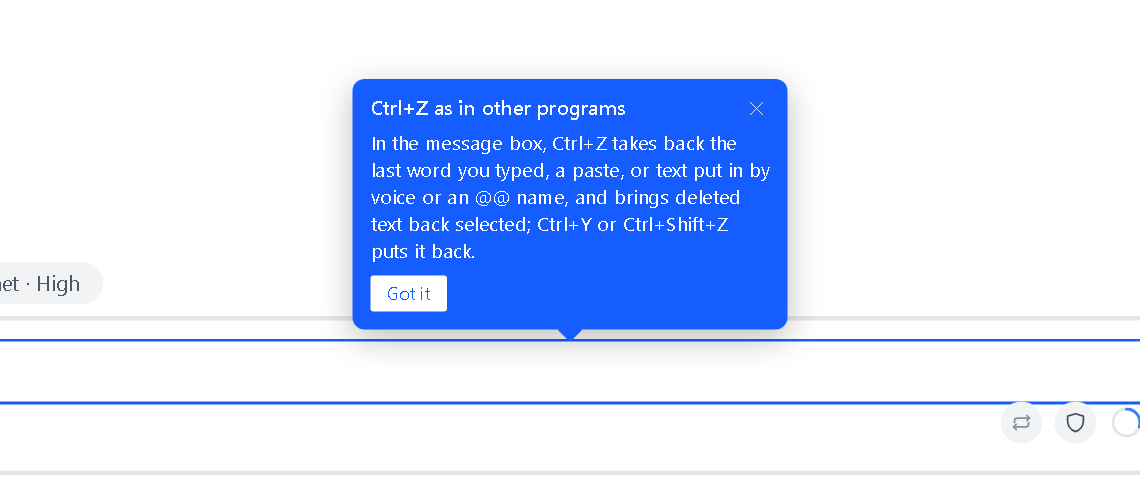 Ctrl+Z as in other programs
In the message box, Ctrl+Z takes back the
last word you typed, a paste, or text put in by
voice or an @@ name, and brings deleted
text back selected; Ctrl+Y or Ctrl+Shift+Z
puts it back.
· High
Got it